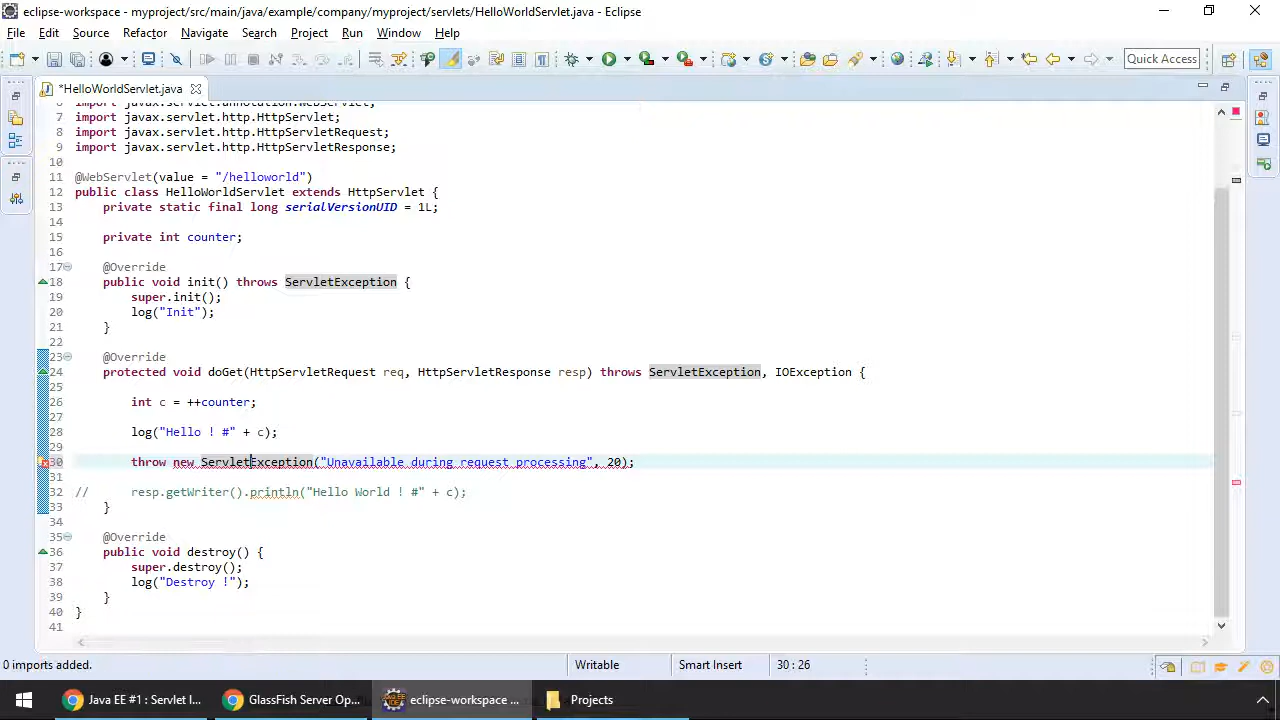 eclipse-workspace - myproject/src/main/java/example/company/myproject/servlets/HelloWorldServlet.java - Eclipse
File Edit Source Refactor Navigate Search Project Run Window Help
Quick Access
*HelloWorldServlet.java
6 import javax.servlet.annotation.WebServlet;
7 import javax.servlet.http.HttpServlet;
8 import javax.servlet.http.HttpServletRequest;
9 import javax.servlet.http.HttpServletResponse;
10
11 @WebServlet(value = "/helloworld")
12 public class HelloWorldServlet extends HttpServlet {
13 private static final long serialVersionUID = 1L;
14
15 private int counter;
16
17 @Override
18 public void init() throws ServletException {
19 super.init();
20 log("Init");
21 }
22
23 @Override
24 protected void doGet(HttpServletRequest req, HttpServletResponse resp) throws ServletException, IOException {
25
26 int c = ++counter;
27
28 log("Hello ! #" + c);
29
30 throw new ServletException("Unavailable during request processing", 20);
31
32 // resp.getWriter().println("Hello World ! #" + c);
33 }
34
35 @Override
36 public void destroy() {
37 super.destroy();
38 log("Destroy !");
39 }
40 }
41
0 imports added. Writable Smart Insert 30 : 26
Java EE #1 : Servlet I... GlassFish Server Op... eclipse-workspace ... Projects